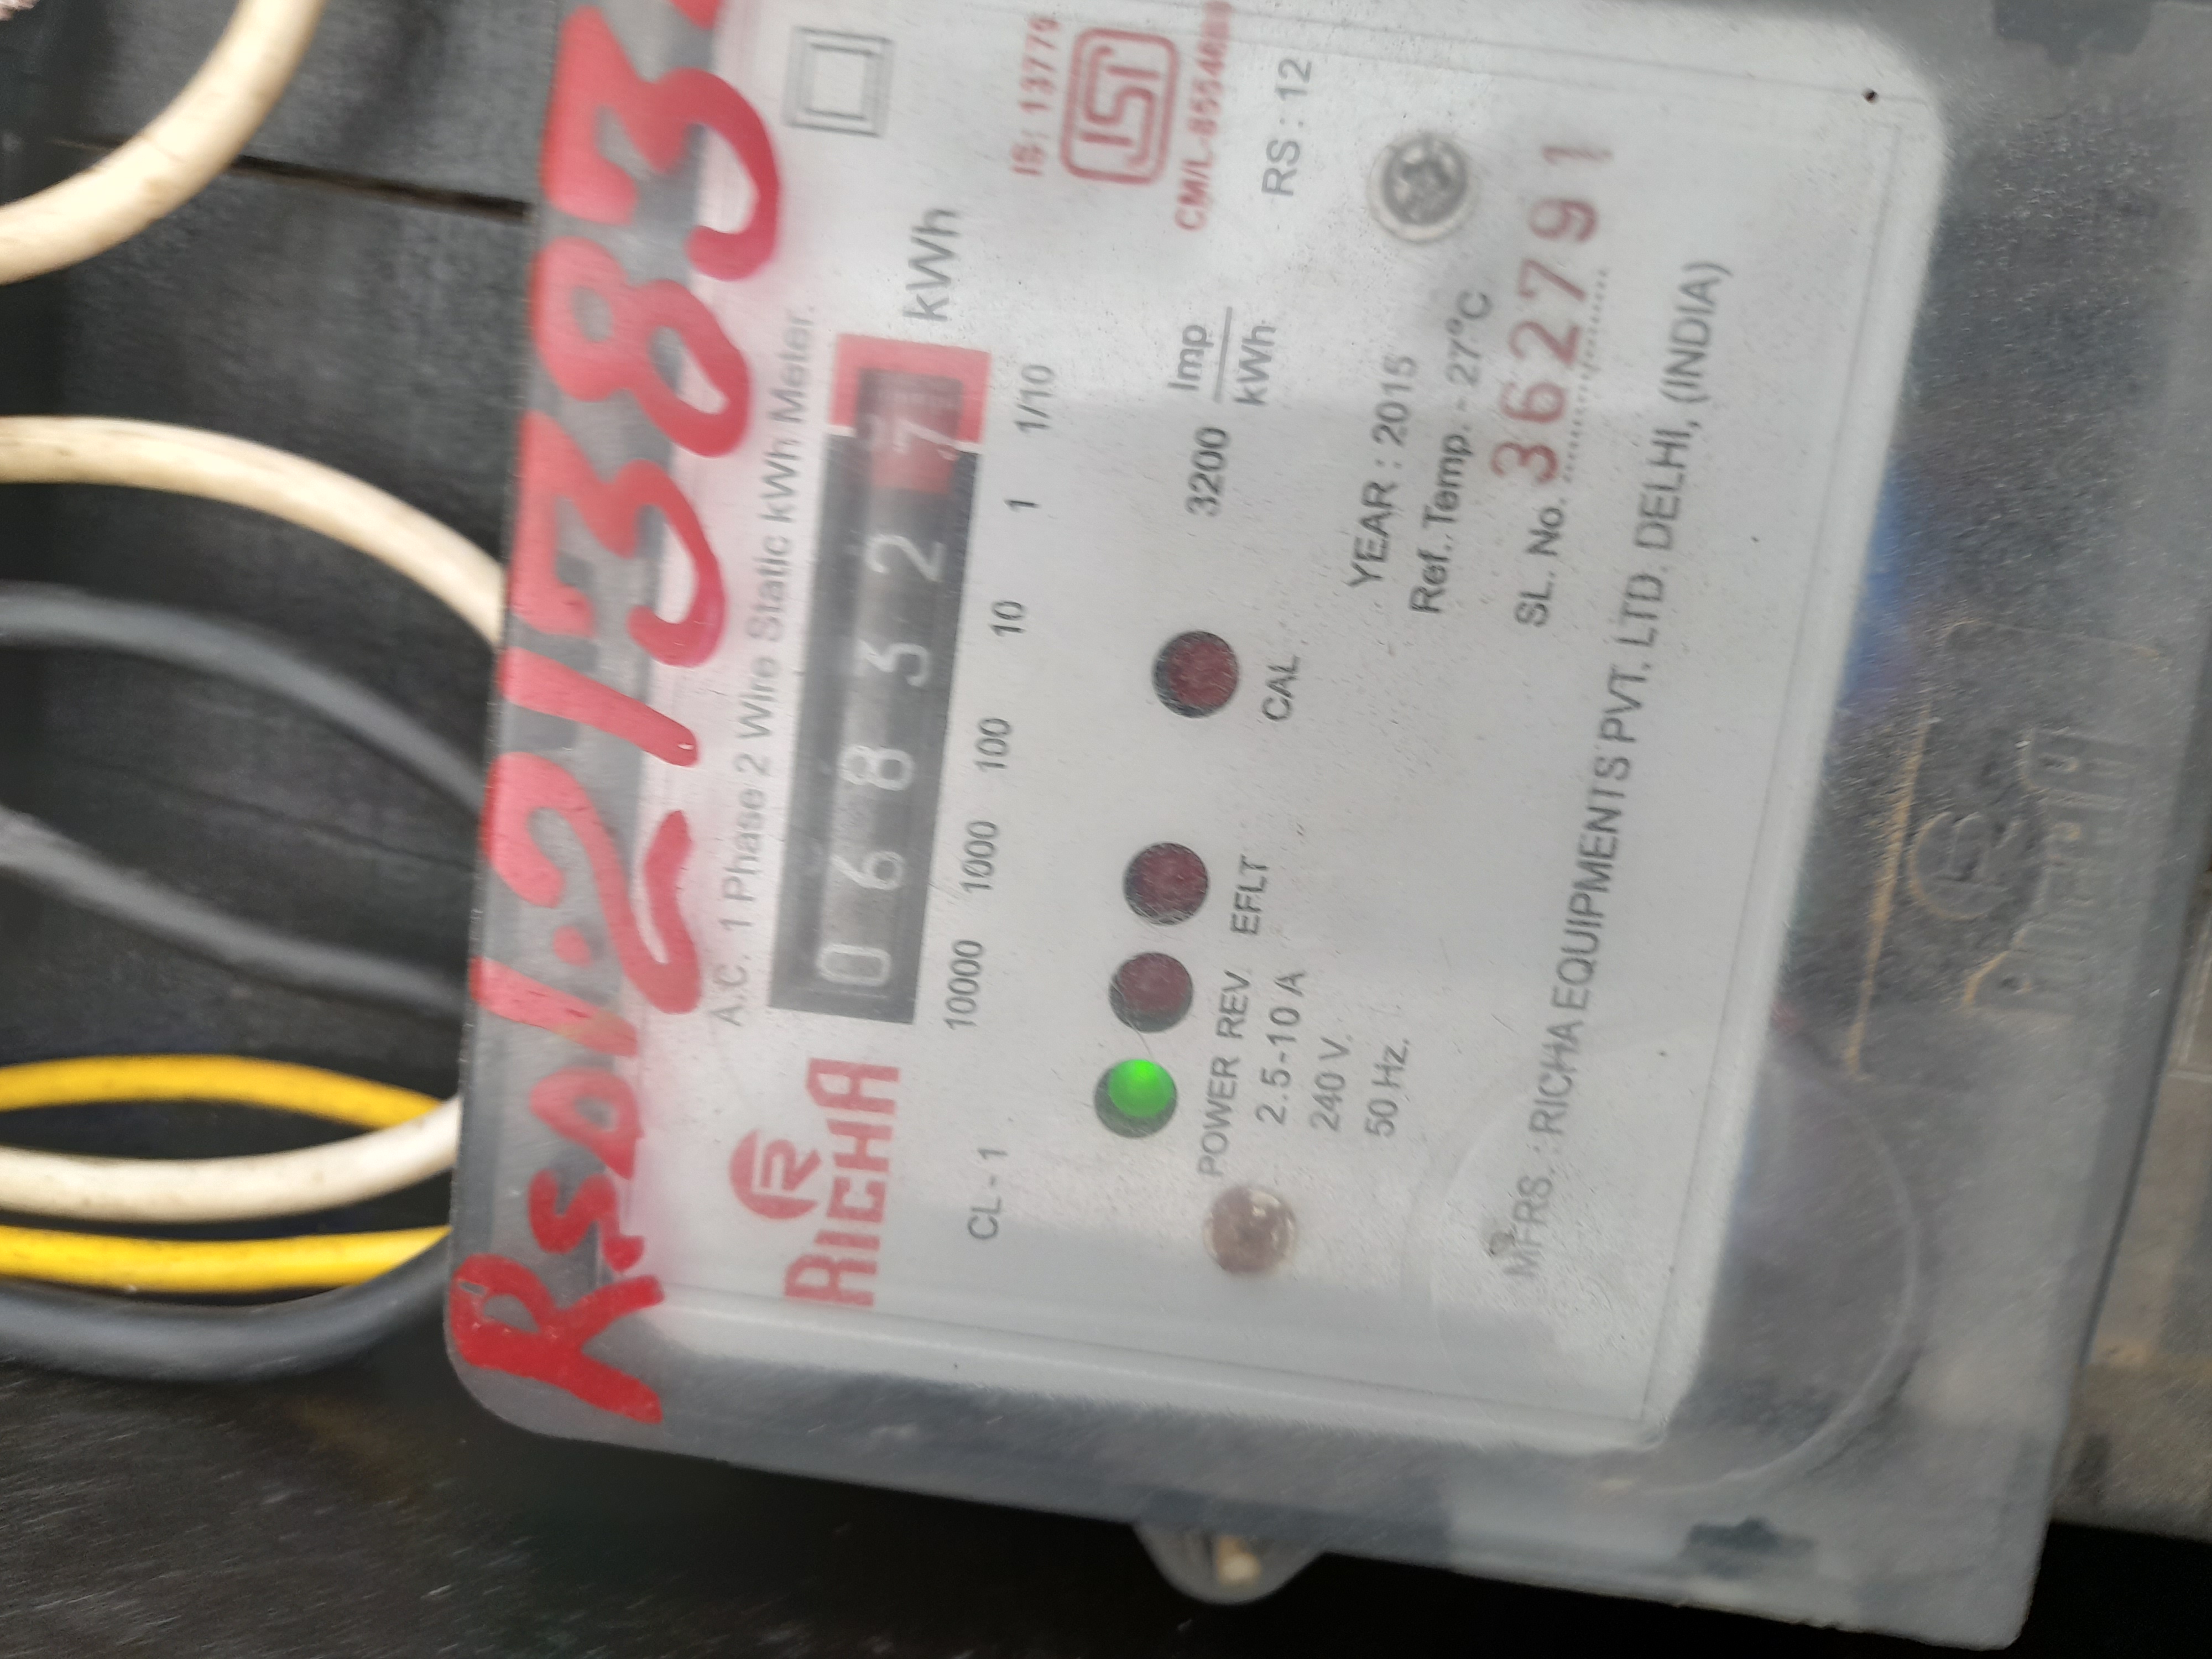 Rs01·21383
A.C. 1 Phase 2 Wire Static kWh Meter.
RICHA
0 6 8 3 2 7
kWh
10000 1000 100 10 1 1/10
CL-1
IS: 13779
ISI
RS : 12
3200 Imp/kWh
POWER REV. EFLT
CAL
2.5-10 A
240 V.
50 Hz.
YEAR : 2015
Ref. Temp. - 27°C
SL. No. 362791
MFRS. : RICHA EQUIPMENTS PVT. LTD. DELHI, (INDIA)